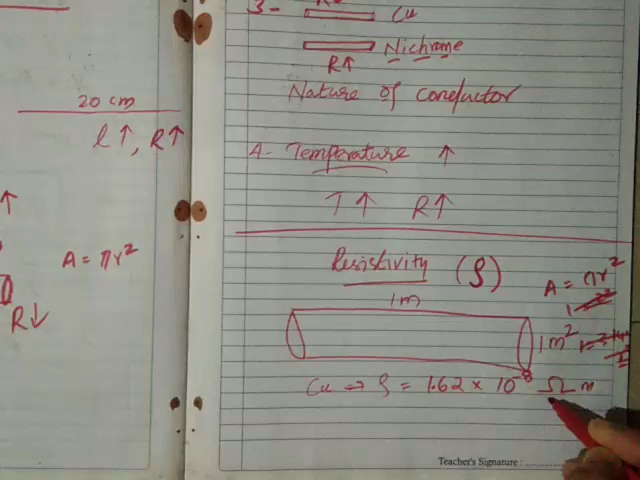 20 cm
l↑, R↑
↑
A = πr²
R↓
3-
Cu
Nichrome
R↑
Nature of conductor
4- Temperature ↑
T↑ R↑
Resistivity (ρ)
A = πr²
1m
1m²
Cu → ρ = 1.62 × 10⁻⁸ Ω m
Teacher's Signature :